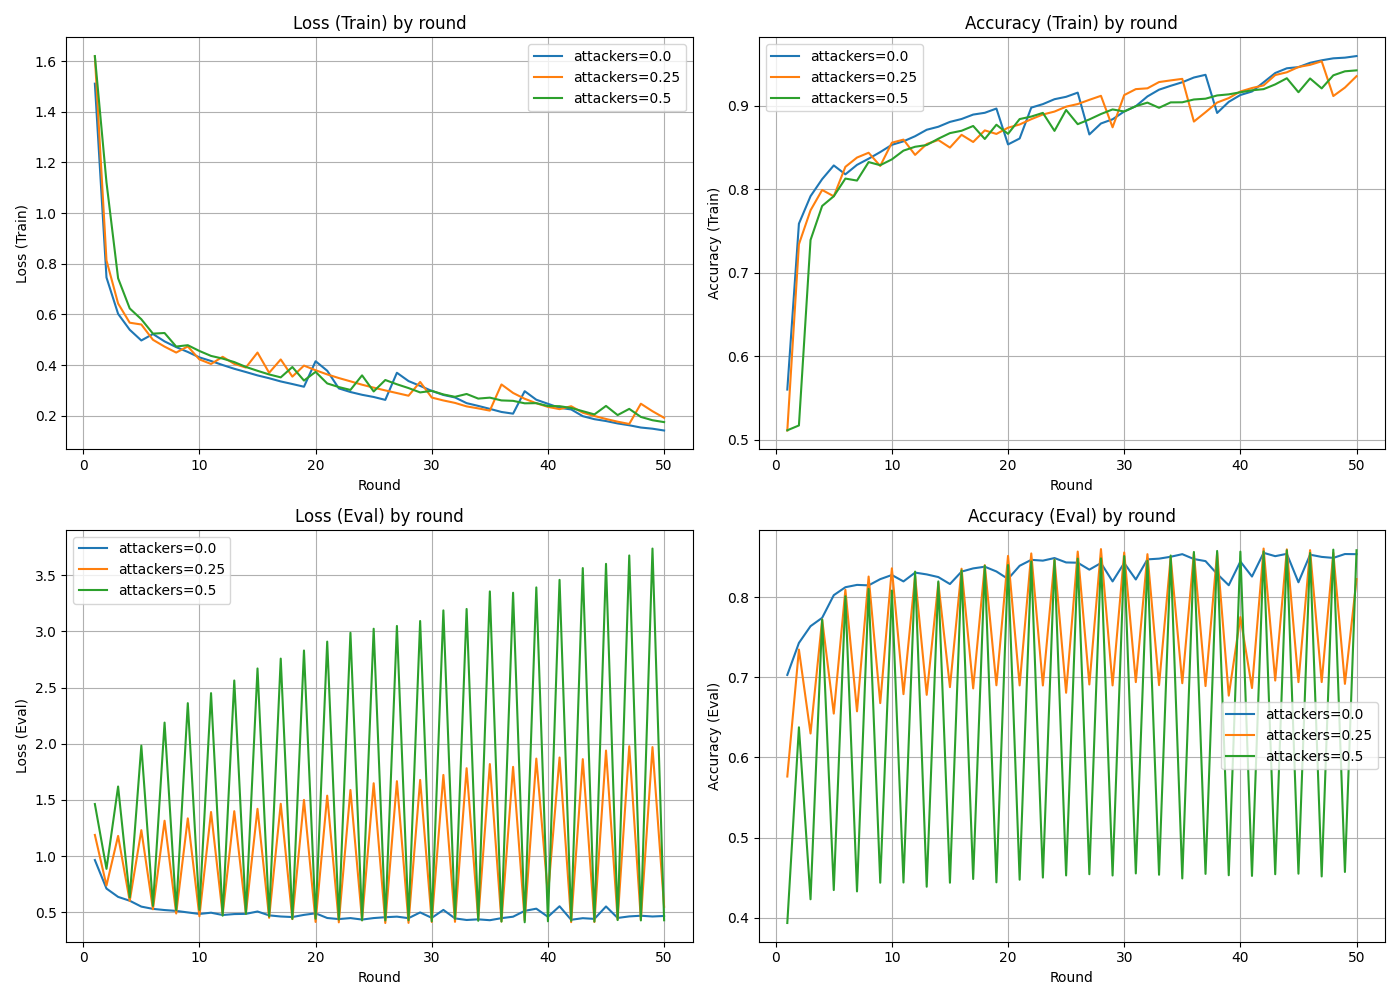 Loss (Train) by round
Loss (Train)
1.6
1.4
1.2
1.0
0.8
0.6
0.4
0.2
attackers=0.0
attackers=0.25
attackers=0.5
0 10 20 30 40 50
Round
Accuracy (Train) by round
Accuracy (Train)
0.9
0.8
0.7
0.6
0.5
attackers=0.0
attackers=0.25
attackers=0.5
0 10 20 30 40 50
Round
Loss (Eval) by round
Loss (Eval)
3.5
3.0
2.5
2.0
1.5
1.0
0.5
attackers=0.0
attackers=0.25
attackers=0.5
0 10 20 30 40 50
Round
Accuracy (Eval) by round
Accuracy (Eval)
0.8
0.7
0.6
0.5
0.4
attackers=0.0
attackers=0.25
attackers=0.5
0 10 20 30 40 50
Round